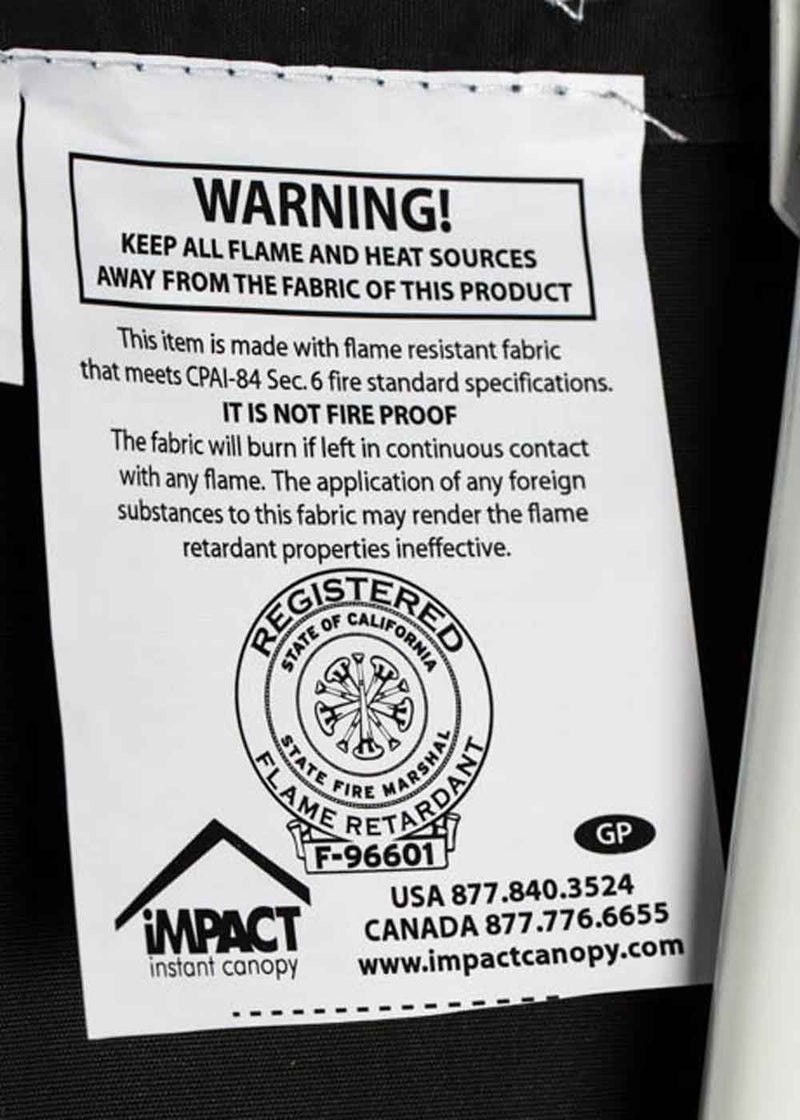 WARNING!
KEEP ALL FLAME AND HEAT SOURCES
AWAY FROM THE FABRIC OF THIS PRODUCT
This item is made with flame resistant fabric
that meets CPAI-84 Sec. 6 fire standard specifications.
IT IS NOT FIRE PROOF
The fabric will burn if left in continuous contact
with any flame. The application of any foreign
substances to this fabric may render the flame
retardant properties ineffective.
REGISTERED
STATE OF CALIFORNIA
STATE FIRE MARSHAL
FLAME RETARDANT
F-96601
GP
iMPACT
instant canopy
USA 877.840.3524
CANADA 877.776.6655
www.impactcanopy.com